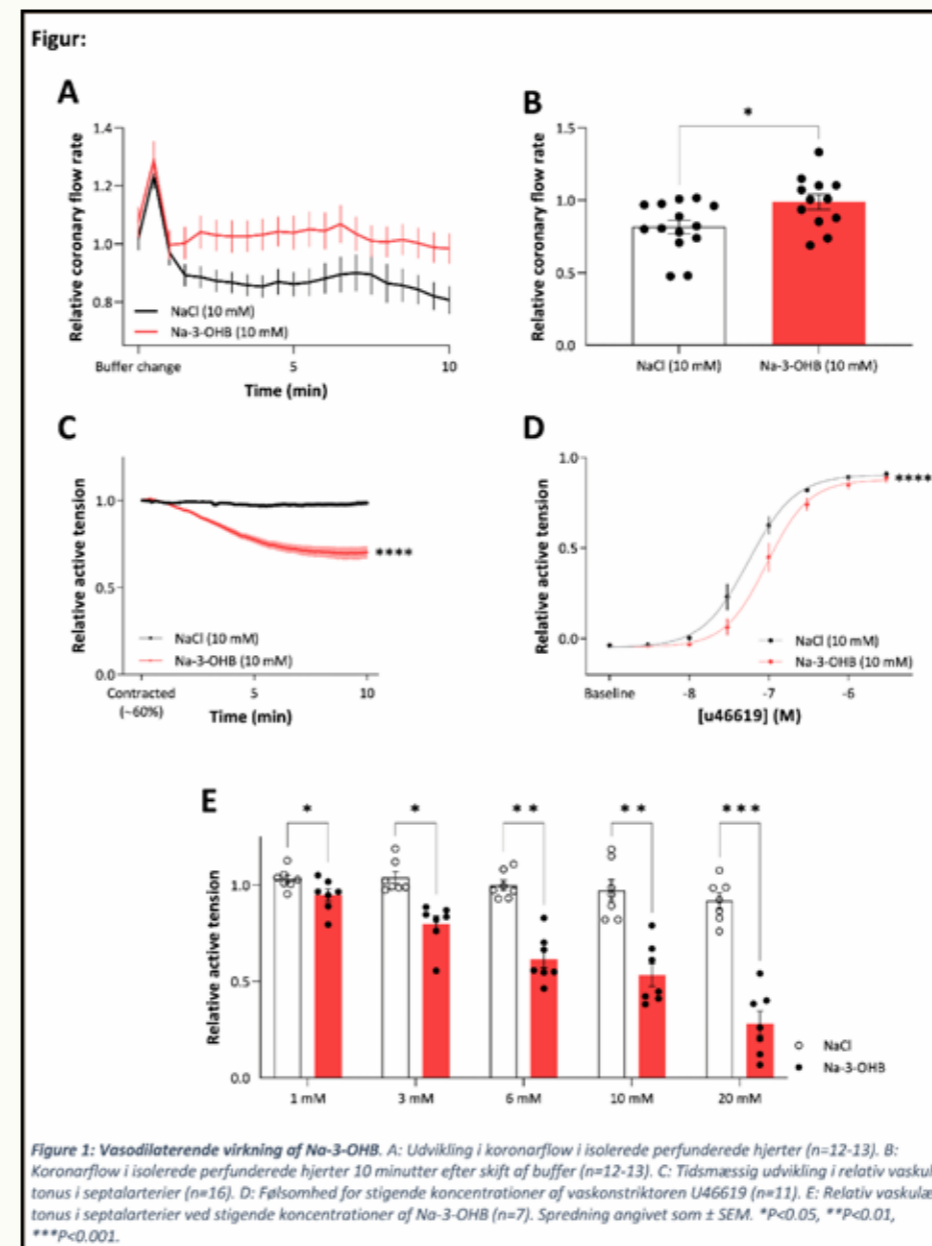 Figur:
A
Relative coronary flow rate
1.4
1.2
1.0
0.8
NaCl (10 mM)
Na-3-OHB (10 mM)
Buffer change
5
10
Time (min)
B
Relative coronary flow rate
1.5
1.0
0.5
0.0
*
NaCl (10 mM)
Na-3-OHB (10 mM)
C
Relative active tension
1.0
0.5
0.0
****
NaCl (10 mM)
Na-3-OHB (10 mM)
Contracted
(~60%)
5
10
Time (min)
D
Relative active tension
1.0
0.5
0.0
****
NaCl (10 mM)
Na-3-OHB (10 mM)
Baseline
-8
-7
-6
[u46619] (M)
E
Relative active tension
1.0
0.5
0.0
*
*
**
**
***
NaCl
Na-3-OHB
1 mM
3 mM
6 mM
10 mM
20 mM
Figure 1: Vasodilaterende virkning af Na-3-OHB. A: Udvikling i koronarflow i isolerede perfunderede hjerter (n=12-13). B:
Koronarflow i isolerede perfunderede hjerter 10 minutter efter skift af buffer (n=12-13). C: Tidsmæssig udvikling i relativ vaskul
tonus i septalarterier (n=16). D: Følsomhed for stigende koncentrationer af vaskonstriktoren U46619 (n=11). E: Relativ vaskulæ
tonus i septalarterier ved stigende koncentrationer af Na-3-OHB (n=7). Spredning angivet som ± SEM. *P<0.05, **P<0.01,
***P<0.001.